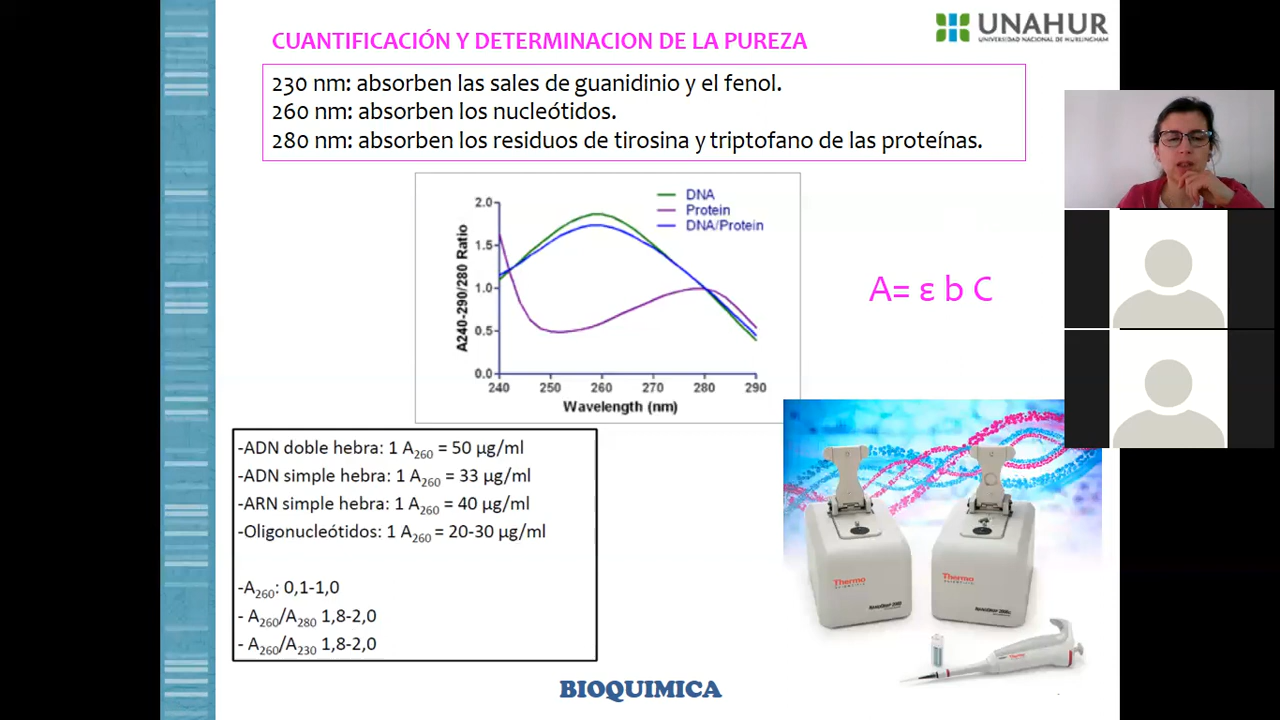 CUANTIFICACIÓN Y DETERMINACION DE LA PUREZA
UNAHUR
UNIVERSIDAD NACIONAL DE HURLINGHAM
230 nm: absorben las sales de guanidinio y el fenol.
260 nm: absorben los nucleótidos.
280 nm: absorben los residuos de tirosina y triptofano de las proteínas.
DNA
Protein
DNA/Protein
A240-290/280 Ratio
2.0
1.5
1.0
0.5
0.0
240 250 260 270 280 290
Wavelength (nm)
A= ε b C
-ADN doble hebra: 1 A260 = 50 µg/ml
-ADN simple hebra: 1 A260 = 33 µg/ml
-ARN simple hebra: 1 A260 = 40 µg/ml
-Oligonucleótidos: 1 A260 = 20-30 µg/ml
-A260: 0,1-1,0
- A260/A280 1,8-2,0
- A260/A230 1,8-2,0
Thermo
SCIENTIFIC
Thermo
SCIENTIFIC
BIOQUIMICA